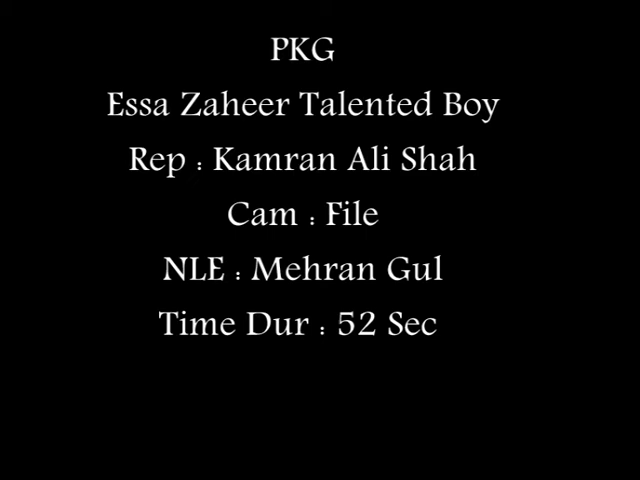 PKG
Essa Zaheer Talented Boy
Rep : Kamran Ali Shah
Cam : File
NLE : Mehran Gul
Time Dur : 52 Sec